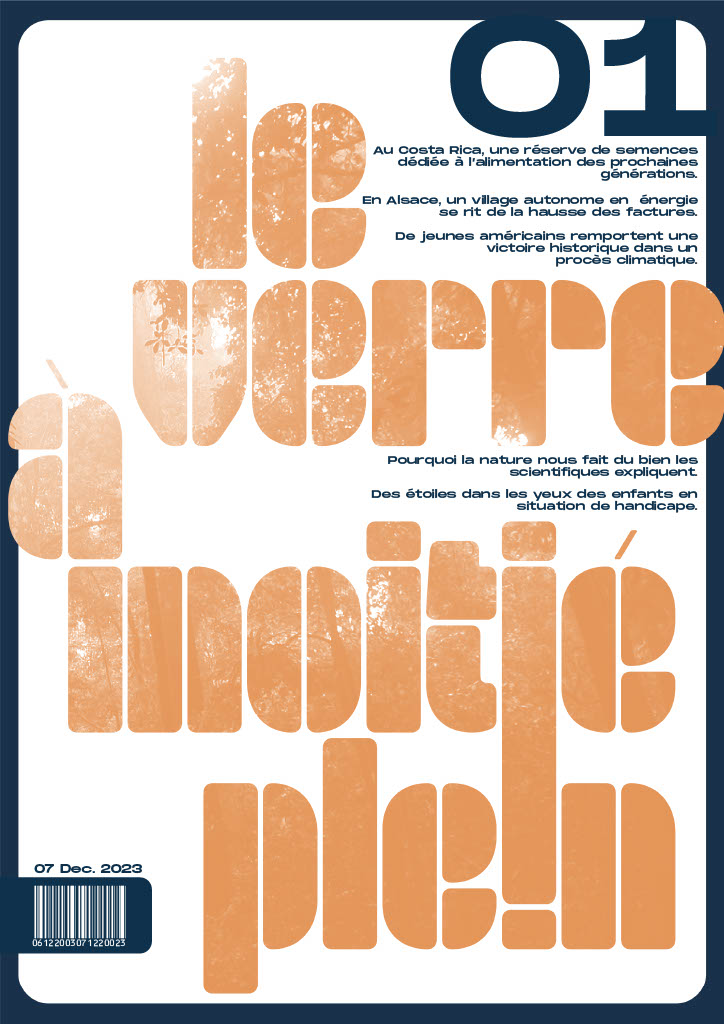 01
Au Costa Rica, une réserve de semences
dédiée à l'alimentation des prochaines
générations.
En Alsace, un village autonome en énergie
se rit de la hausse des factures.
De jeunes américains remportent une
victoire historique dans un
procès climatique.
le
verre
à
Pourquoi la nature nous fait du bien les
scientifiques expliquent.
Des étoiles dans les yeux des enfants en
situation de handicape.
moitié
plein
07 Dec. 2023
06122003071220023